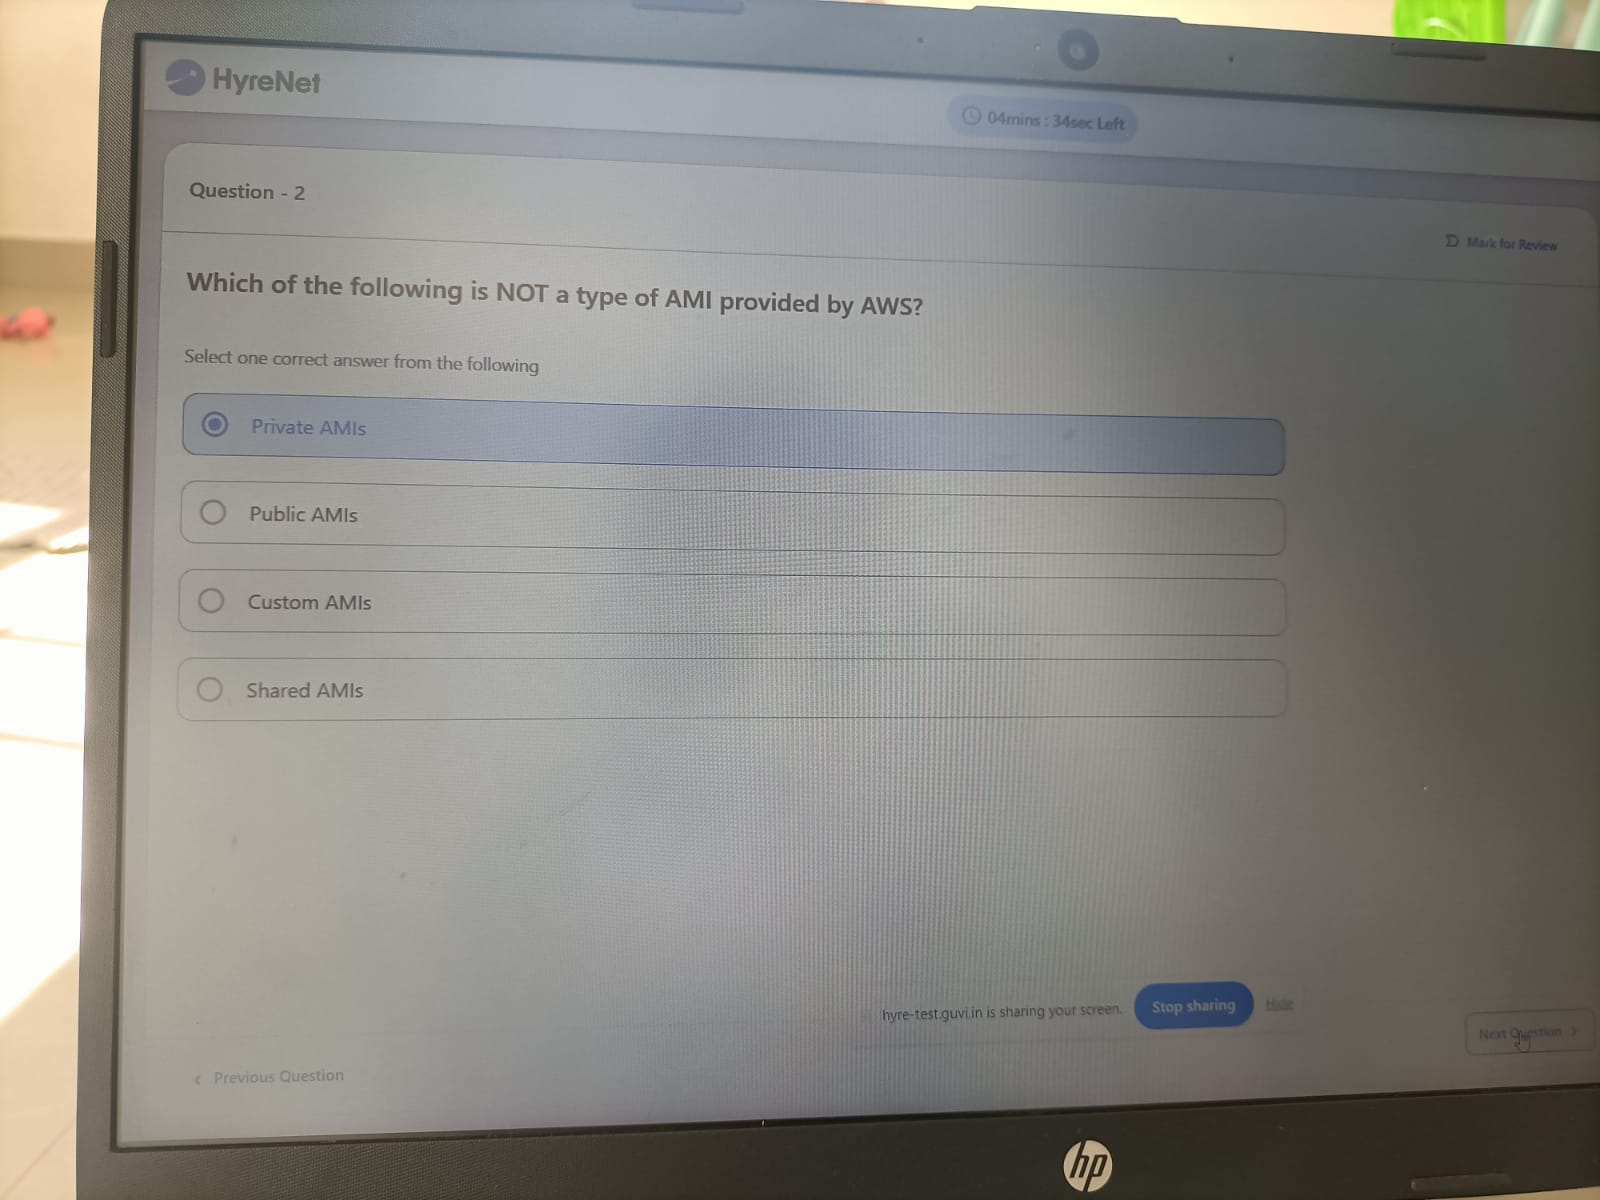 HyreNet
04mins : 34sec Left
Question - 2
Mark for Review
Which of the following is NOT a type of AMI provided by AWS?
Select one correct answer from the following
Private AMIs
Public AMIs
Custom AMIs
Shared AMIs
hyre-test.guvi.in is sharing your screen.
Stop sharing
Hide
Next Question >
< Previous Question
hp